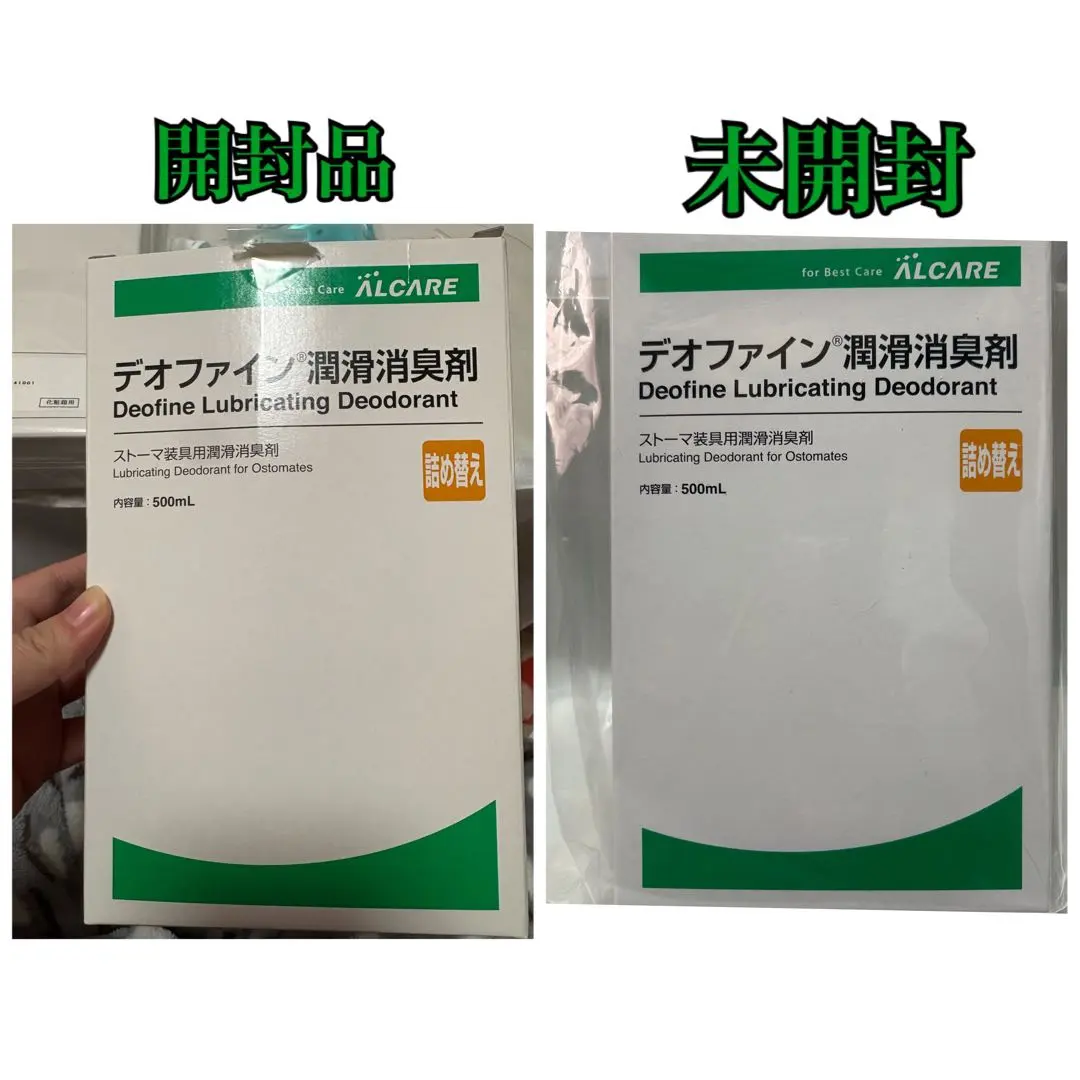 開封品
未開封
Best Care ALCARE
デオファイン®潤滑消臭剤
Deofine Lubricating Deodorant
ストーマ装具用潤滑消臭剤
Lubricating Deodorant for Ostomates
詰め替え
内容量：500mL
41001
化粧箱用
for Best Care ALCARE
デオファイン®潤滑消臭剤
Deofine Lubricating Deodorant
ストーマ装具用潤滑消臭剤
Lubricating Deodorant for Ostomates
詰め替え
内容量：500mL